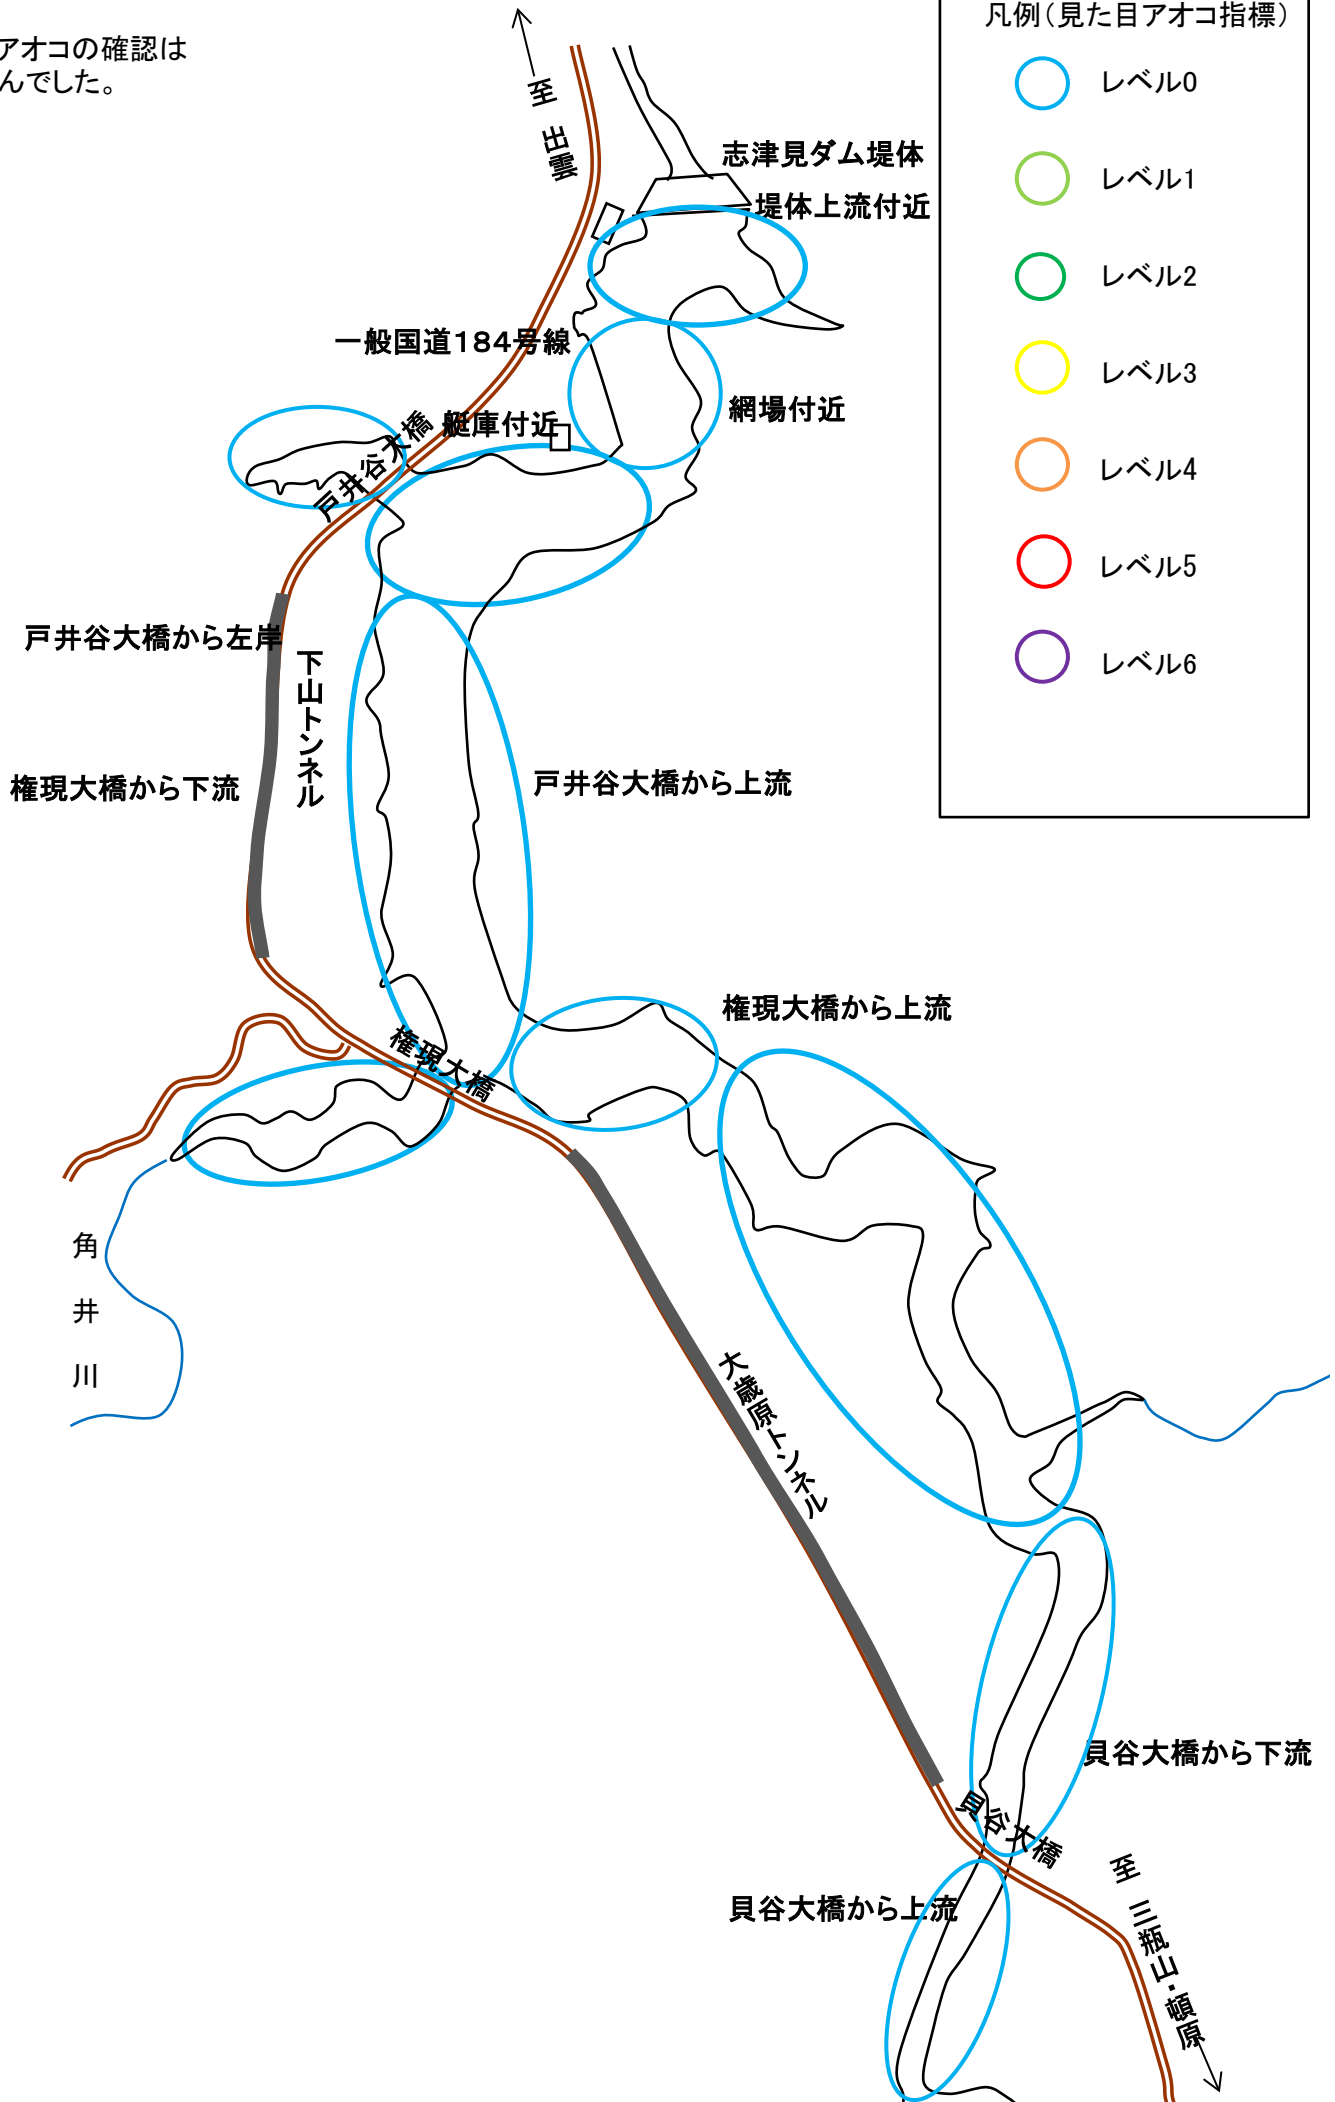 アオコの確認は
んでした。
凡例（見た目アオコ指標）
レベル0
レベル1
レベル2
レベル3
レベル4
レベル5
レベル6
至 出雲
志津見ダム堤体
堤体上流付近
一般国道184号線
網場付近
艇庫付近
戸井谷大橋
戸井谷大橋から左岸
下山トンネル
権現大橋から下流
戸井谷大橋から上流
権現大橋から上流
権現大橋
角井川
大歳原トンネル
貝谷大橋から下流
貝谷大橋
貝谷大橋から上流
至 三瓶山・頓原